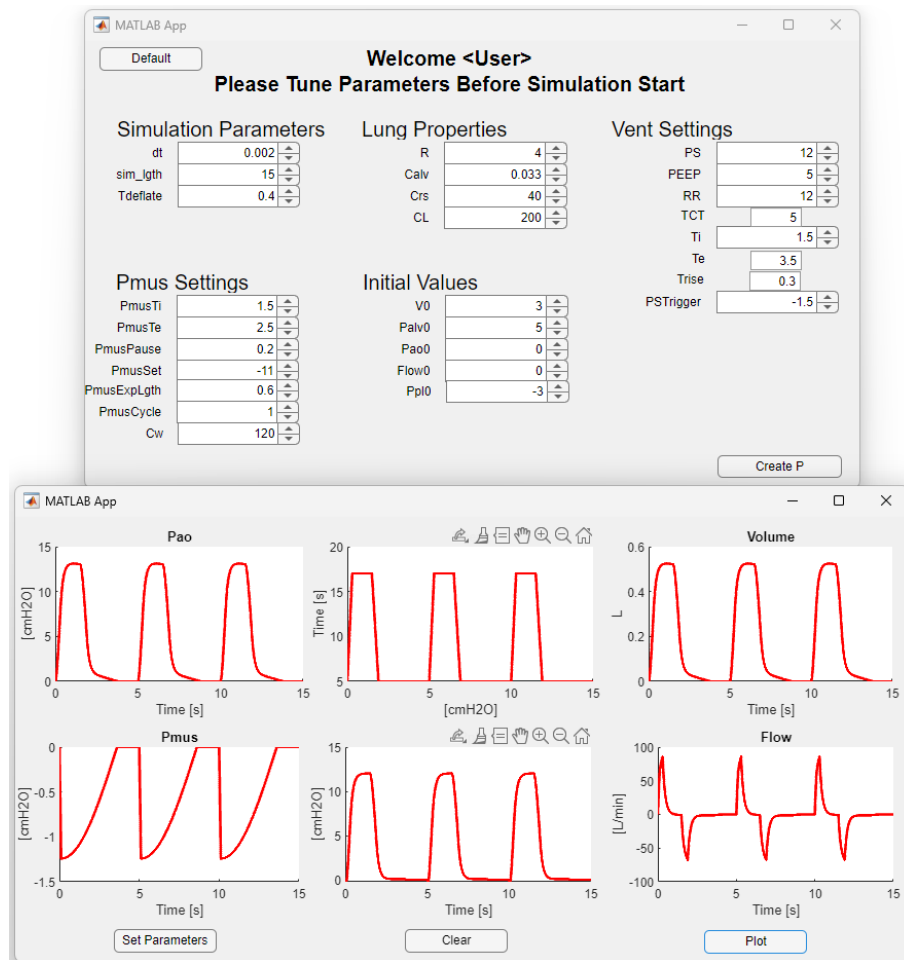 MATLAB App
Default
Welcome <User>
Please Tune Parameters Before Simulation Start
Simulation Parameters
dt 0.002
sim_lgth 15
Tdeflate 0.4
Lung Properties
R 4
Calv 0.033
Crs 40
CL 200
Vent Settings
PS 12
PEEP 5
RR 12
TCT 5
Ti 1.5
Te 3.5
Trise 0.3
PSTrigger -1.5
Pmus Settings
PmusTi 1.5
PmusTe 2.5
PmusPause 0.2
PmusSet -11
PmusExpLgth 0.6
PmusCycle 1
Cw 120
Initial Values
V0 3
Palv0 5
Pao0 0
Flow0 0
Ppl0 -3
Create P
MATLAB App
Pao
[cmH2O]
15
10
5
0
0 5 10 15
Time [s]
Time [s]
20
15
10
5
0 5 10 15
[cmH2O]
Volume
L
0.6
0.4
0.2
0
0 5 10 15
Time [s]
Pmus
[cmH2O]
0
-0.5
-1
-1.5
0 5 10 15
Time [s]
[cmH2O]
15
10
5
0
0 5 10 15
Time [s]
Flow
[L/min]
100
50
0
-50
-100
0 5 10 15
Time [s]
Set Parameters
Clear
Plot